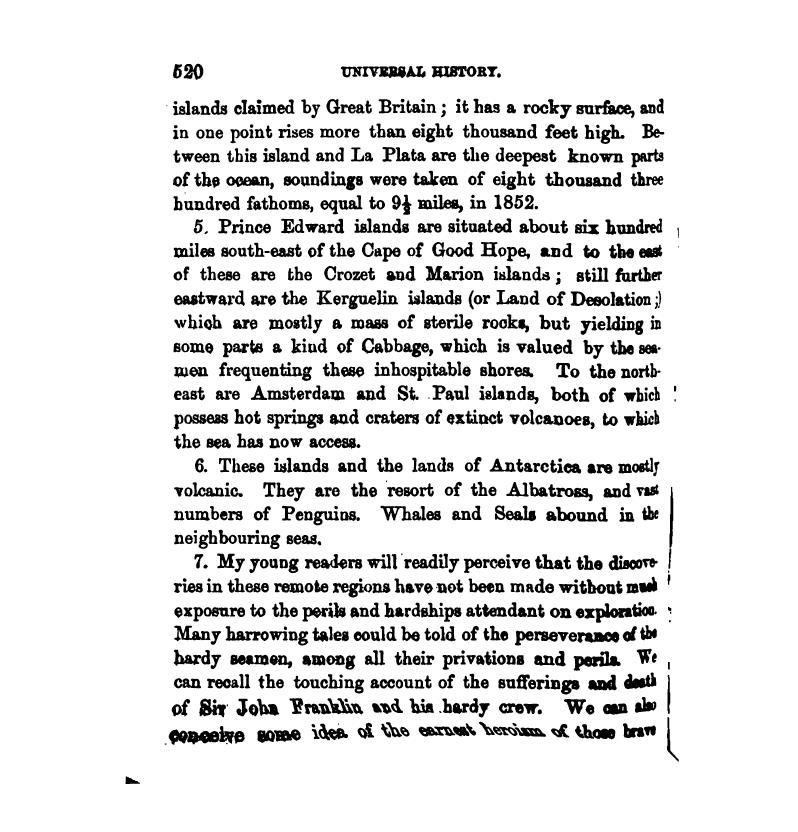 520 UNIVERSAL HISTORY.
islands claimed by Great Britain; it has a rocky surface, and
in one point rises more than eight thousand feet high. Be-
tween this island and La Plata are the deepest known parts
of the ocean, soundings were taken of eight thousand three
hundred fathoms, equal to 9½ miles, in 1852.
5. Prince Edward islands are situated about six hundred
miles south-east of the Cape of Good Hope, and to the east
of these are the Crozet and Marion islands; still further
eastward are the Kerguelin islands (or Land of Desolation;)
which are mostly a mass of sterile rocks, but yielding in
some parts a kind of Cabbage, which is valued by the sea-
men frequenting these inhospitable shores. To the north-
east are Amsterdam and St. Paul islands, both of which
possess hot springs and craters of extinct volcanoes, to which
the sea has now access.
6. These islands and the lands of Antarctica are mostly
volcanic. They are the resort of the Albatross, and vast
numbers of Penguins. Whales and Seals abound in the
neighbouring seas.
7. My young readers will readily perceive that the discove-
ries in these remote regions have not been made without much
exposure to the perils and hardships attendant on exploration.
Many harrowing tales could be told of the perseverance of the
hardy seamen, among all their privations and perils. We
can recall the touching account of the sufferings and death
of Sir John Franklin and his hardy crew. We can also
conceive some idea of the earnest heroism of those brave